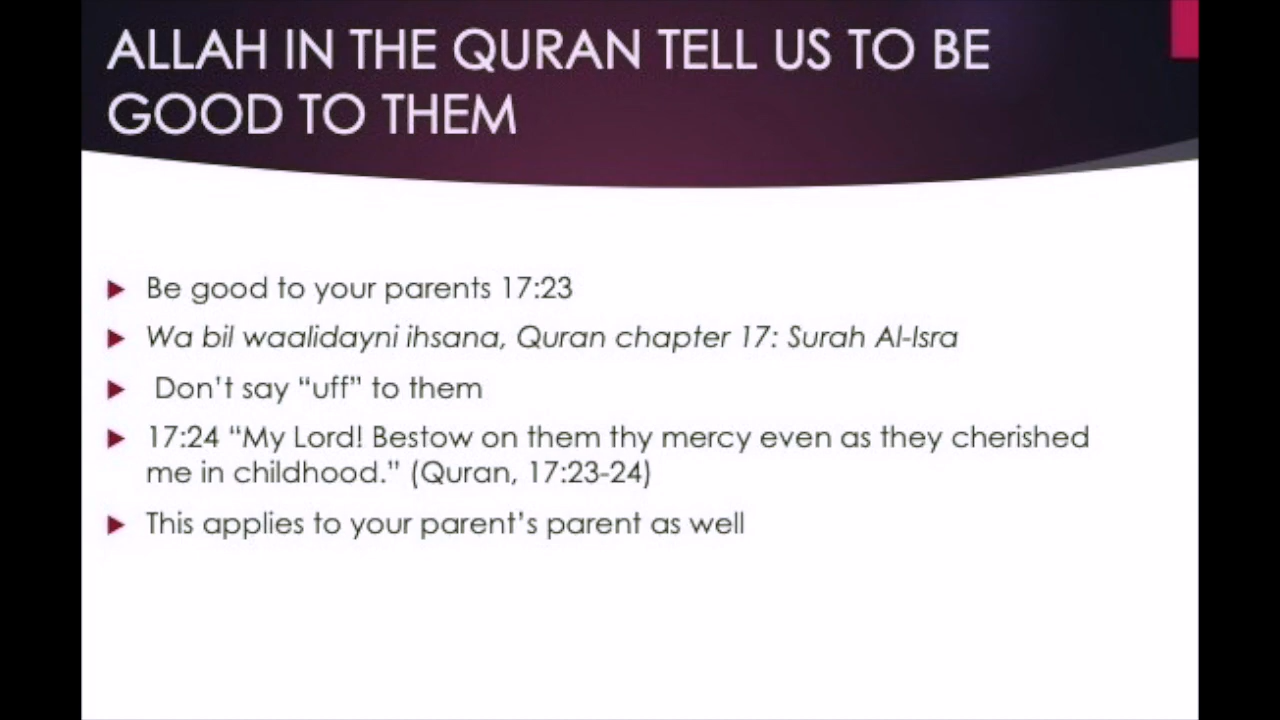 ALLAH IN THE QURAN TELL US TO BE
GOOD TO THEM
Be good to your parents 17:23
Wa bil waalidayni ihsana, Quran chapter 17: Surah Al-Isra
Don't say “uff” to them
17:24 “My Lord! Bestow on them thy mercy even as they cherished
me in childhood.” (Quran, 17:23-24)
This applies to your parent's parent as well